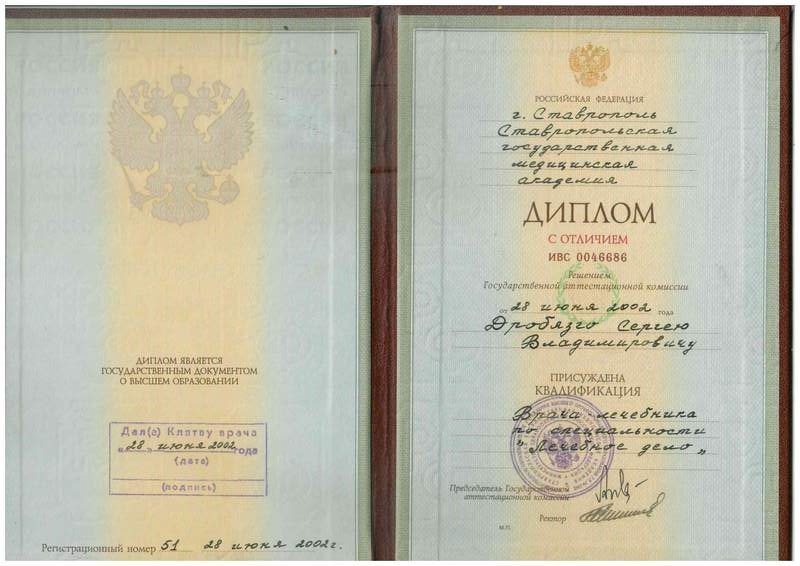 ДИПЛОМ ЯВЛЯЕТСЯ
ГОСУДАРСТВЕННЫМ ДОКУМЕНТОМ
О ВЫСШЕМ ОБРАЗОВАНИИ
Дал(а) Клятву врача
"28" июня 2002 года
(дата)
(подпись)
Регистрационный номер 51 28 июня 2002г.
РОССИЙСКАЯ ФЕДЕРАЦИЯ
г. Ставрополь
Ставропольская
государственная
медицинская
академия
ДИПЛОМ
С ОТЛИЧИЕМ
ИВС 0046686
Решением
Государственной аттестационной комиссии
от 28 июня 2002 года
Дробязго Сергею
Владимировичу
ПРИСУЖДЕНА
КВАЛИФИКАЦИЯ
Врача-лечебника
по специальности
„Лечебное дело„
Председатель Государственной
аттестационной комиссии
Ректор
М.П.